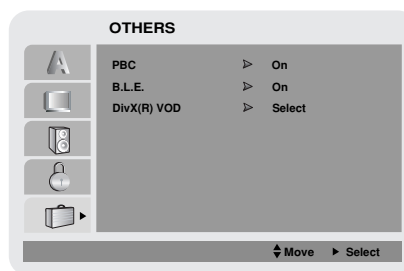 OTHERS
A
PBC On
B.L.E. On
DivX(R) VOD Select
Move Select